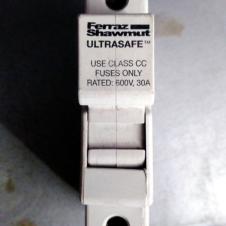 Ferraz
Shawmut
ULTRASAFE™
USE CLASS CC
FUSES ONLY
RATED: 600V, 30A